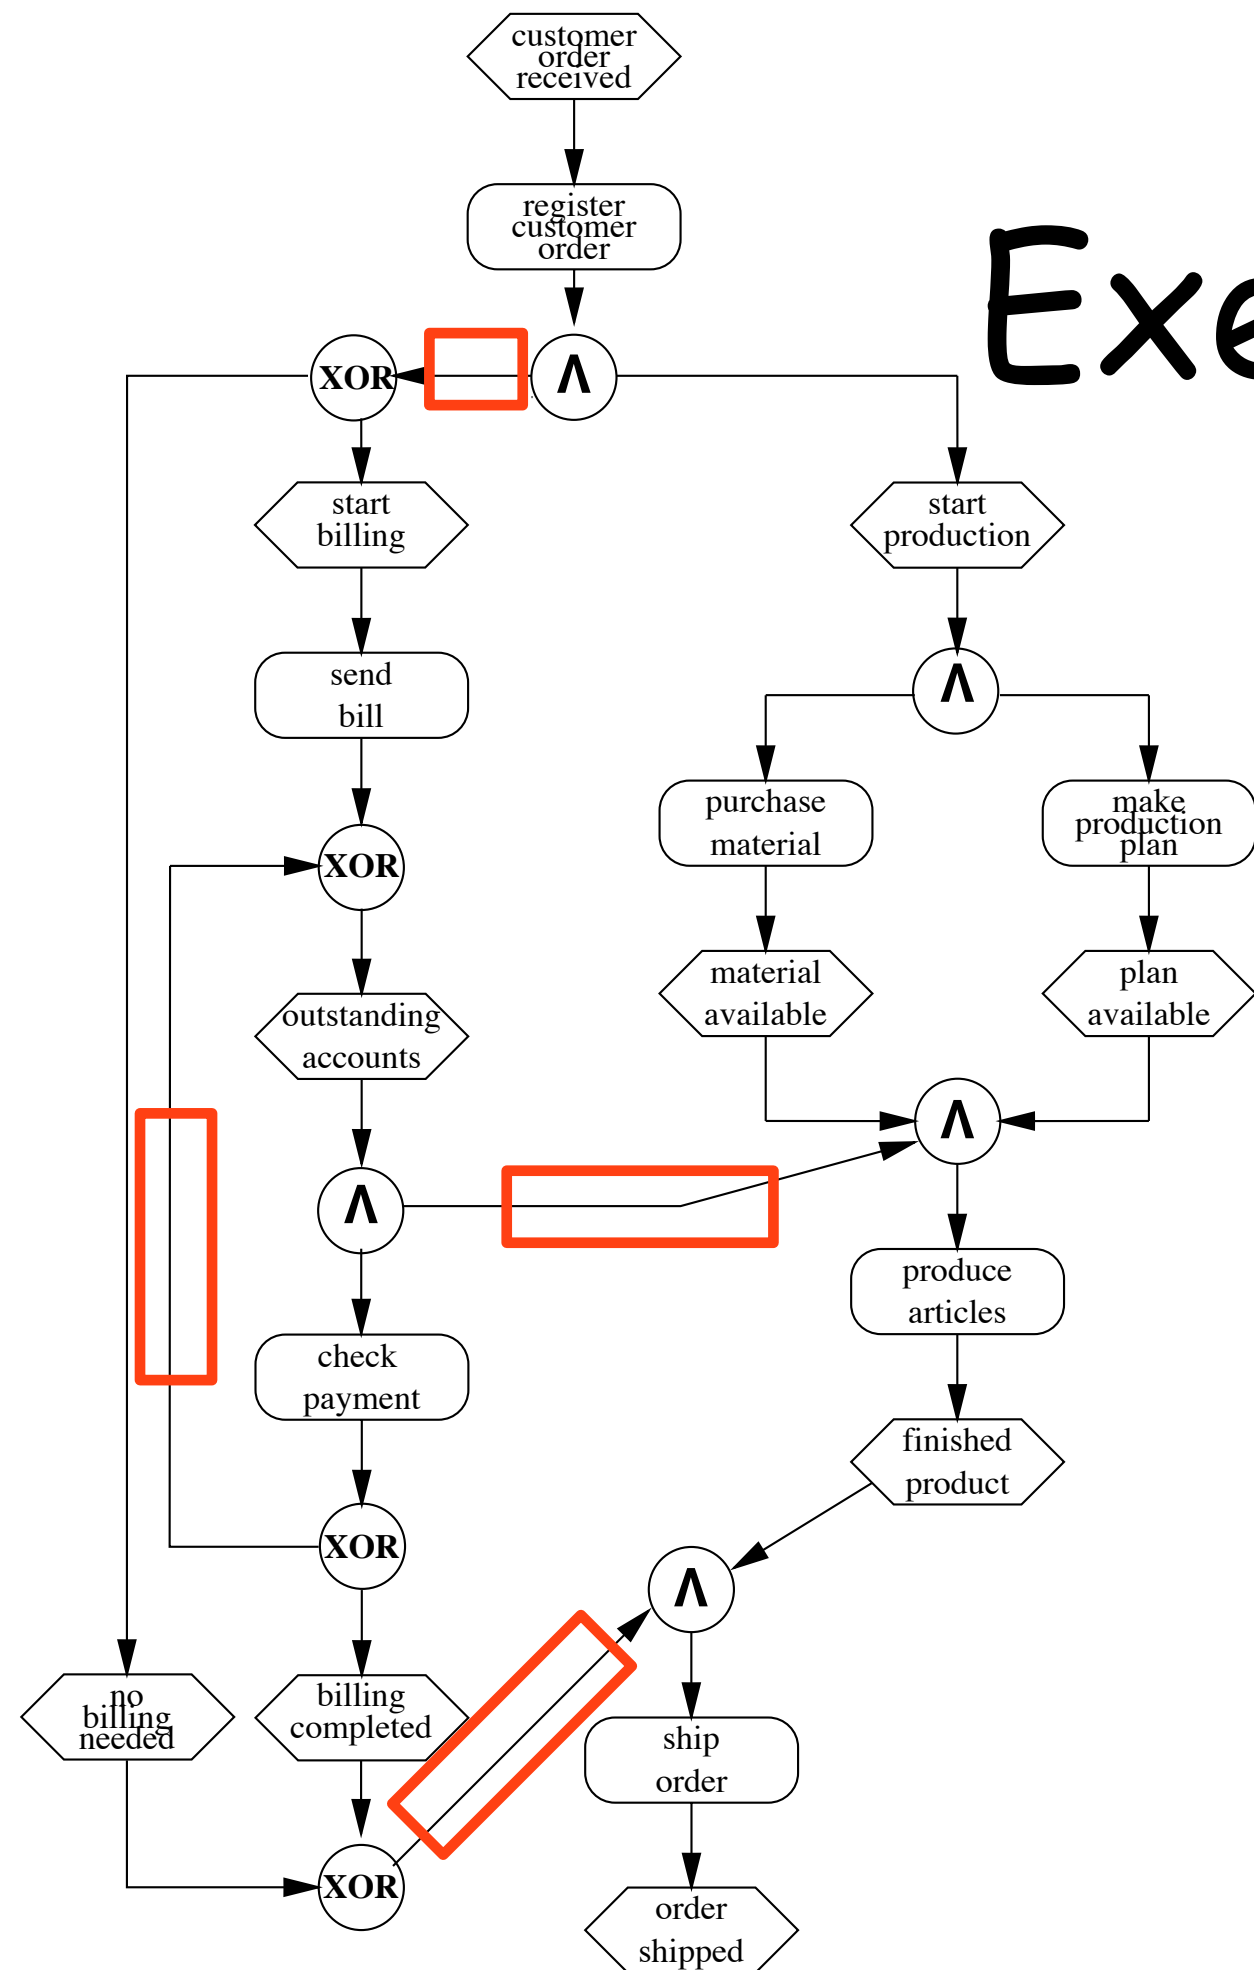 customer
order
received
register
customer
order
Exe
XOR
Λ
start
billing
start
production
send
bill
Λ
purchase
material
make
production
plan
XOR
material
available
plan
available
outstanding
accounts
Λ
Λ
produce
articles
check
payment
finished
product
XOR
Λ
no
billing
needed
billing
completed
ship
order
XOR
order
shipped